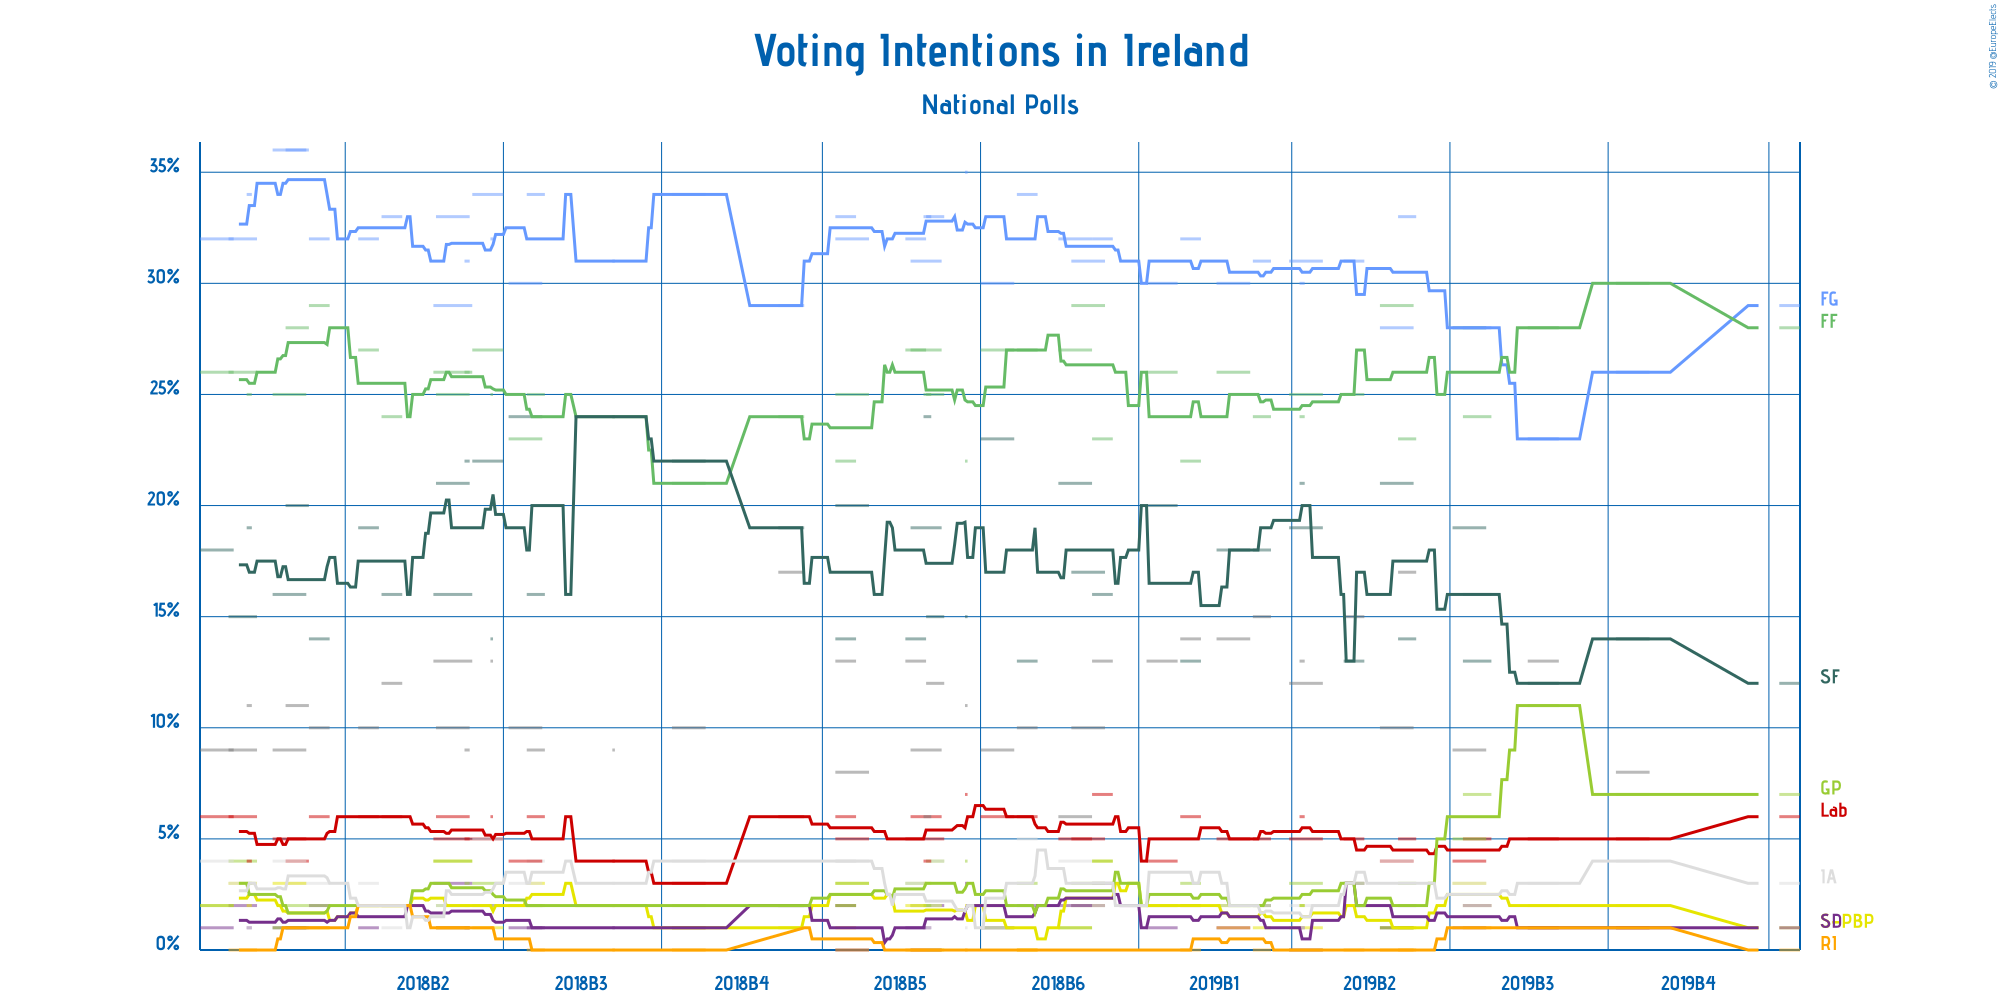 © 2019 @EuropeElects
Voting Intentions in Ireland
National Polls
35%
30%
25%
20%
15%
10%
5%
0%
FG
FF
SF
GP
Lab
IA
SD PBP
RI
2018B2 2018B3 2018B4 2018B5 2018B6 2019B1 2019B2 2019B3 2019B4